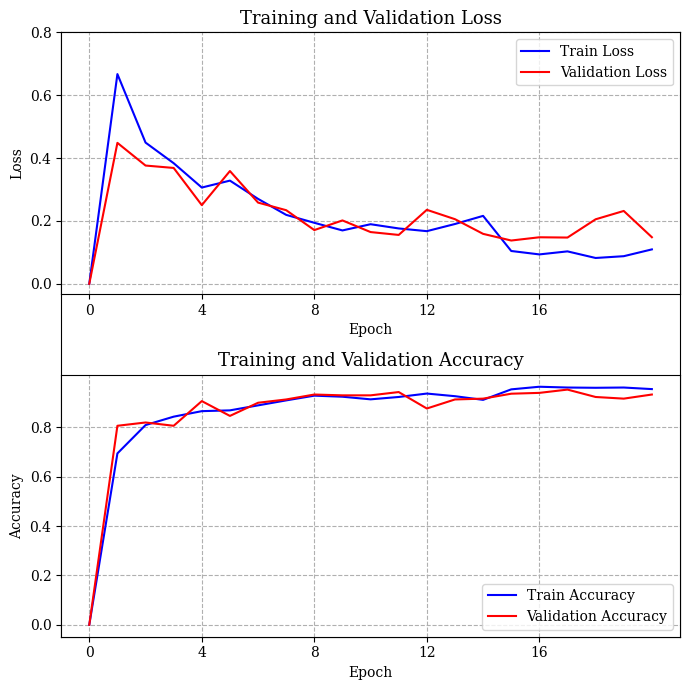 Training and Validation Loss
0.8
0.6
0.4
0.2
0.0
Loss
Train Loss
Validation Loss
0 4 8 12 16
Epoch
Training and Validation Accuracy
0.8
0.6
0.4
0.2
0.0
Accuracy
Train Accuracy
Validation Accuracy
0 4 8 12 16
Epoch